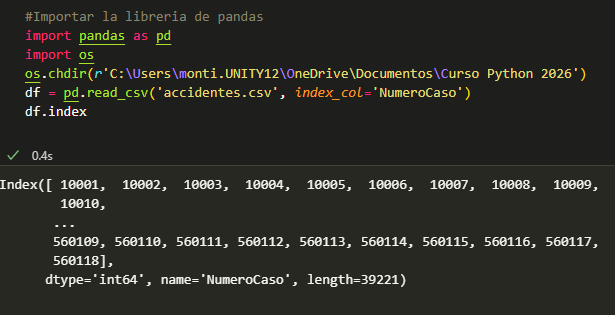 #Importar la libreria de pandas
import pandas as pd
import os
os.chdir(r'C:\Users\monti.UNITY12\OneDrive\Documentos\Curso Python 2026')
df = pd.read_csv('accidentes.csv', index_col='NumeroCaso')
df.index
0.4s
Index([ 10001,  10002,  10003,  10004,  10005,  10006,  10007,  10008,  10009,
        10010,
       ...
       560109, 560110, 560111, 560112, 560113, 560114, 560115, 560116, 560117,
       560118],
      dtype='int64', name='NumeroCaso', length=39221)